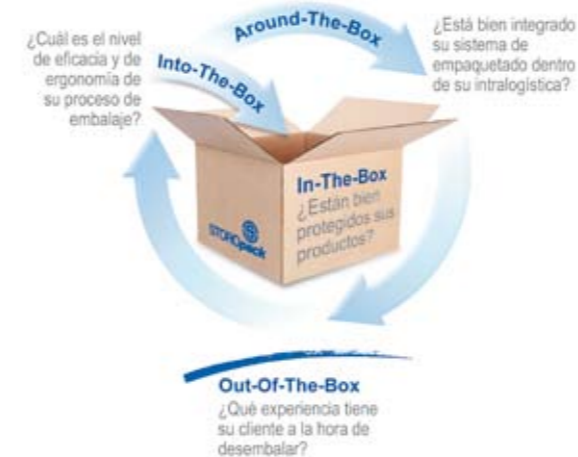 ¿Cuál es el nivel
de eficacia y de
ergonomía de
su proceso de
embalaje?
Into-The-Box
Around-The-Box
¿Está bien integrado
su sistema de
empaquetado dentro
de su intralogística?
In-The-Box
¿Están bien
protegidos sus
productos?
STOROpack
Out-Of-The-Box
¿Qué experiencia tiene
su cliente a la hora de
desembalar?